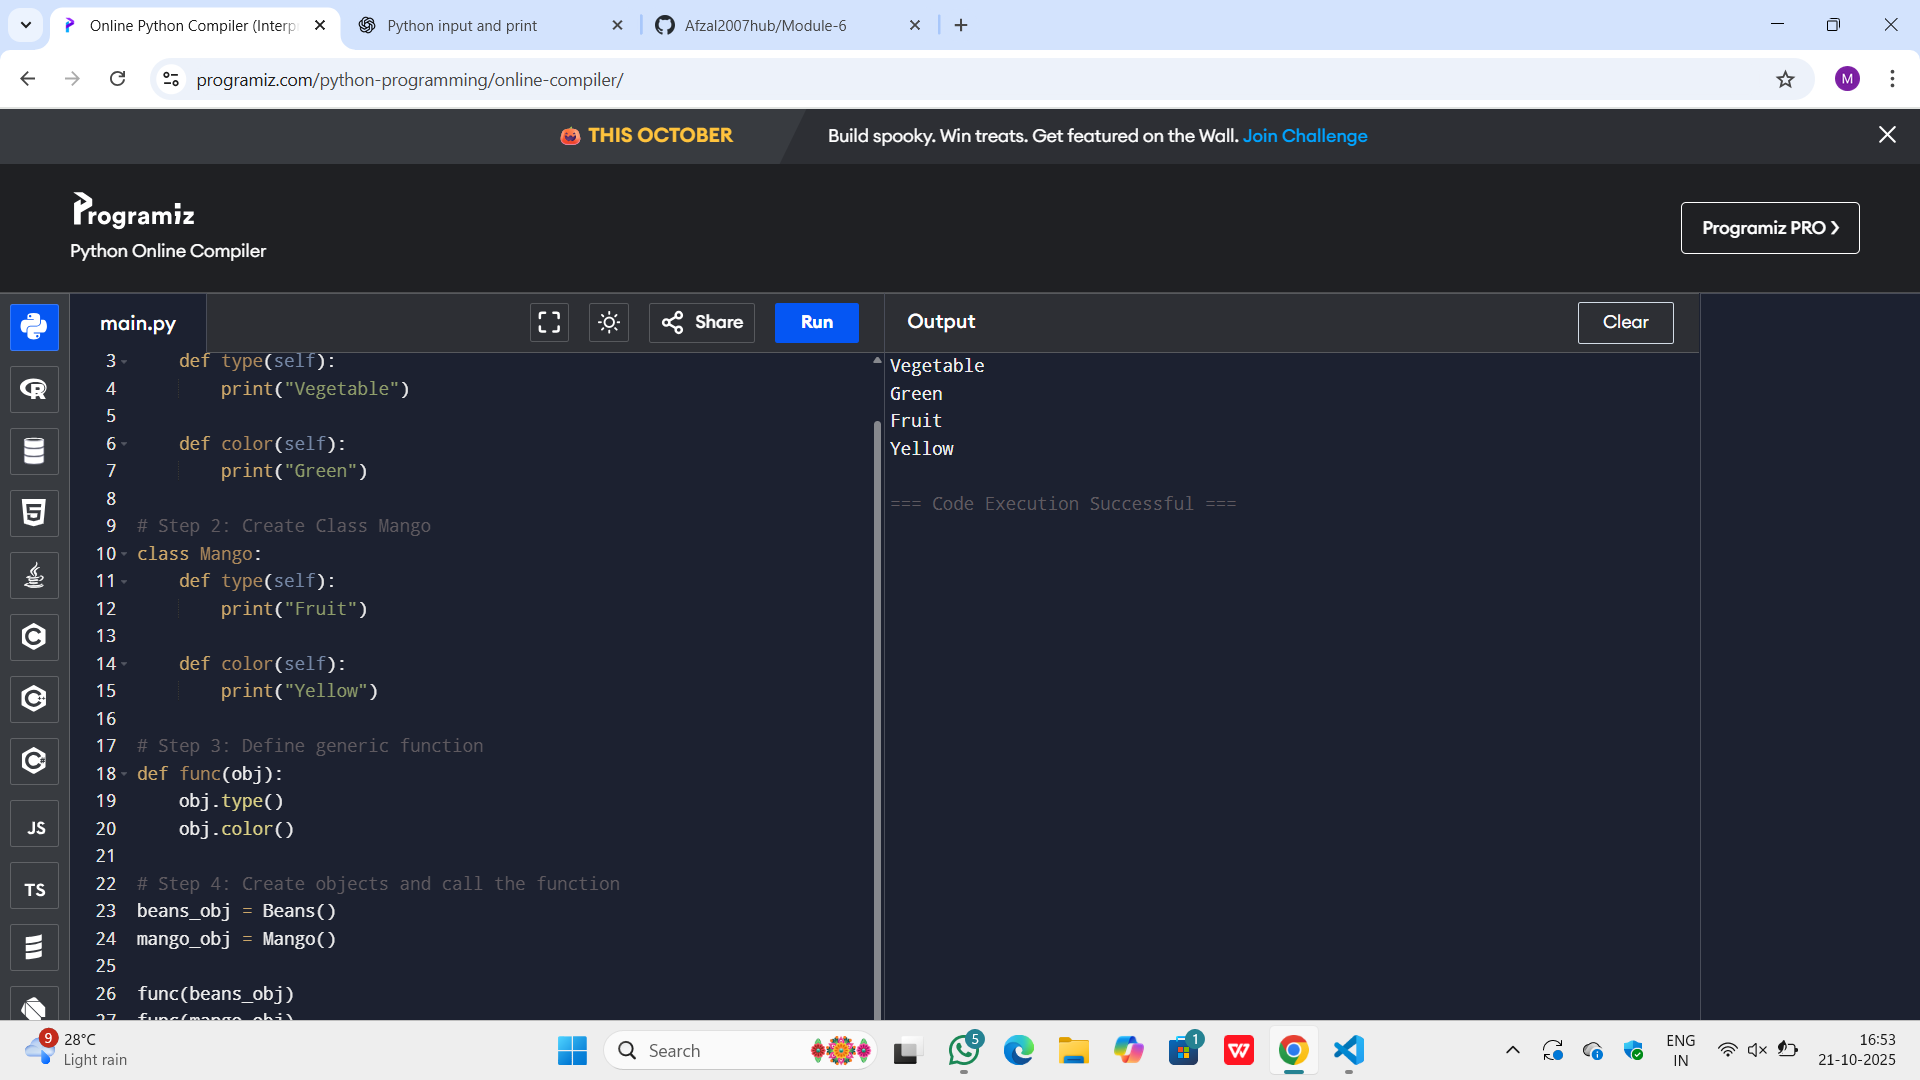 Online Python Compiler (Interp
Python input and print
Afzal2007hub/Module-6
programiz.com/python-programming/online-compiler/
M
THIS OCTOBER
Build spooky. Win treats. Get featured on the Wall. Join Challenge
Programiz
Python Online Compiler
Programiz PRO ❯
main.py
Share
Run
Output
Clear
3 def type(self):
4 print("Vegetable")
5
6 def color(self):
7 print("Green")
8
9 # Step 2: Create Class Mango
10 class Mango:
11 def type(self):
12 print("Fruit")
13
14 def color(self):
15 print("Yellow")
16
17 # Step 3: Define generic function
18 def func(obj):
19 obj.type()
20 obj.color()
21
22 # Step 4: Create objects and call the function
23 beans_obj = Beans()
24 mango_obj = Mango()
25
26 func(beans_obj)
27 func(mango_obj)
Vegetable
Green
Fruit
Yellow
=== Code Execution Successful ===
JS
TS
9
28°C
Light rain
Search
5
1
ENG
IN
16:53
21-10-2025